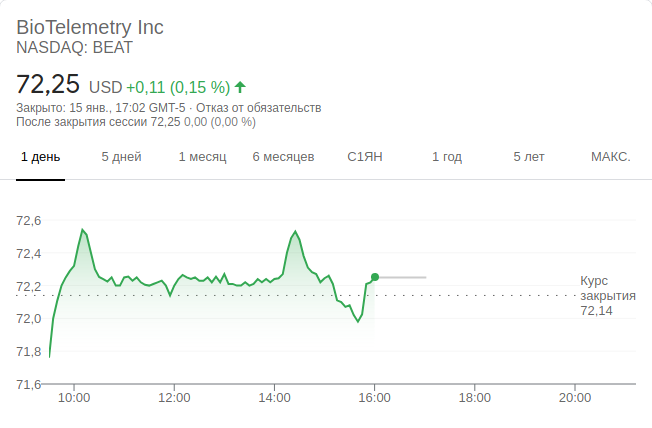 BioTelemetry Inc
NASDAQ: BEAT
72,25 USD +0,11 (0,15 %)
Закрыто: 15 янв., 17:02 GMT-5 · Отказ от обязательств
После закрытия сессии 72,25 0,00 (0,00 %)
1 день 5 дней 1 месяц 6 месяцев С1ЯН 1 год 5 лет МАКС.
72,6
72,4
72,2
72,0
71,8
71,6
Курс
закрытия
72,14
10:00 12:00 14:00 16:00 18:00 20:00